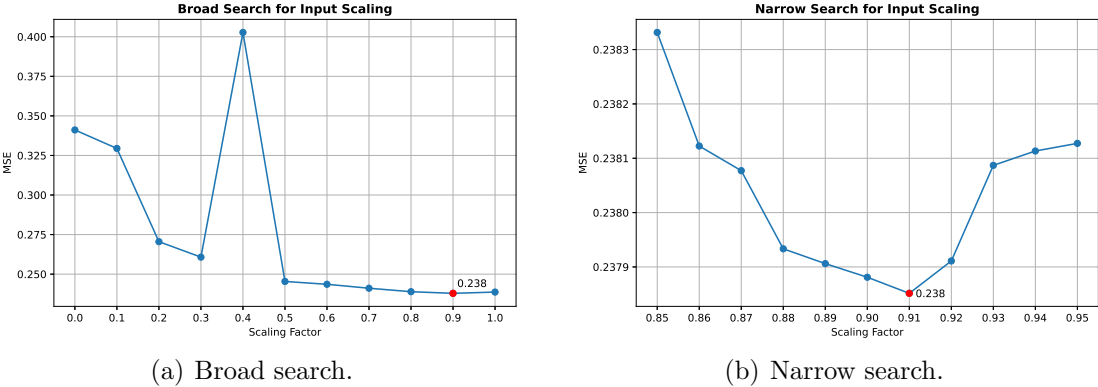 Broad Search for Input Scaling
0.400
0.375
0.350
0.325
0.300
0.275
0.250
MSE
0.238
0.0 0.1 0.2 0.3 0.4 0.5 0.6 0.7 0.8 0.9 1.0
Scaling Factor
(a) Broad search.
Narrow Search for Input Scaling
0.2383
0.2382
0.2381
0.2380
0.2379
MSE
0.238
0.85 0.86 0.87 0.88 0.89 0.90 0.91 0.92 0.93 0.94 0.95
Scaling Factor
(b) Narrow search.